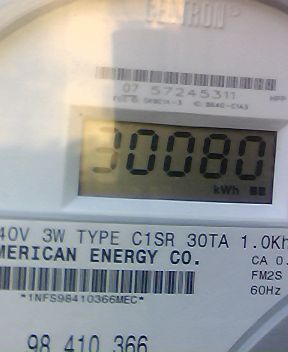 CELLTRON
07 57245311
30080
kWh
40V 3W TYPE C1SR 30TA 1.0Kh
MERICAN ENERGY CO.
CA 0.
FM2S
60Hz
*1NFS98410366MEC*
98 410 366